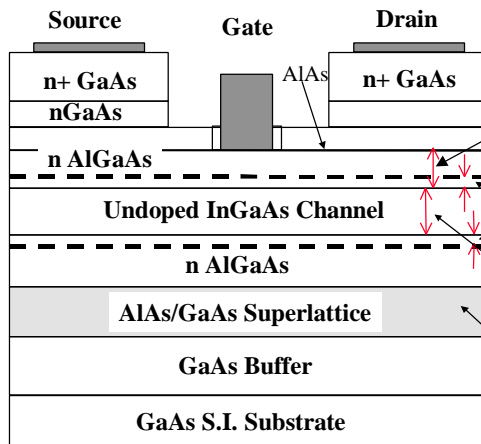 Source
Gate
Drain
n+ GaAs
AlAs
n+ GaAs
nGaAs
n AlGaAs
Undoped InGaAs Channel
n AlGaAs
AlAs/GaAs Superlattice
GaAs Buffer
GaAs S.I. Substrate